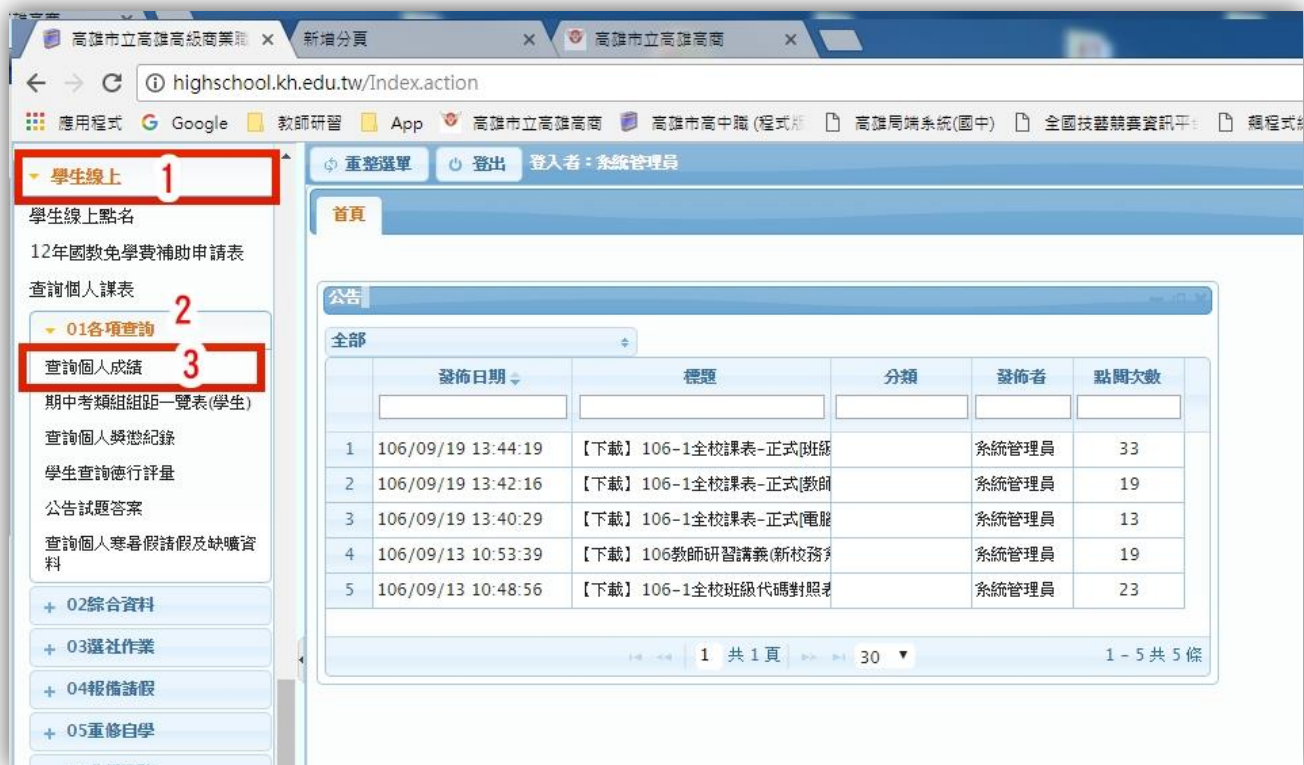 高雄市立高雄高級商業職
新增分頁
高雄市立高雄高商
highschool.kh.edu.tw/Index.action
應用程式
Google
教師研習
App
高雄市立高雄高商
高雄市高中職(程式
高雄局端系統(國中)
全國技藝競賽資訊平
學生線上
1
重整選單
登出
登入者：系統管理員
首頁
學生線上點名
12年國教免學費補助申請表
查詢個人課表
2
01各項查詢
查詢個人成績
3
期中考類組組距一覽表(學生)
查詢個人獎懲紀錄
學生查詢德行評量
公告試題答案
查詢個人寒暑假請假及缺曠資
料
+ 02綜合資料
+ 03選社作業
+ 04報備請假
+ 05重修自學
公告
全部
發佈日期 標題 分類 發佈者 點閱次數
1 106/09/19 13:44:19 【下載】106-1全校課表-正式[班級 系統管理員 33
2 106/09/19 13:42:16 【下載】106-1全校課表-正式[教師 系統管理員 19
3 106/09/19 13:40:29 【下載】106-1全校課表-正式[電腦 系統管理員 13
4 106/09/13 10:53:39 【下載】106教師研習講義(新校務系 系統管理員 19
5 106/09/13 10:48:56 【下載】106-1全校班級代碼對照表 系統管理員 23
1 共 1 頁 30 1 - 5 共 5 條